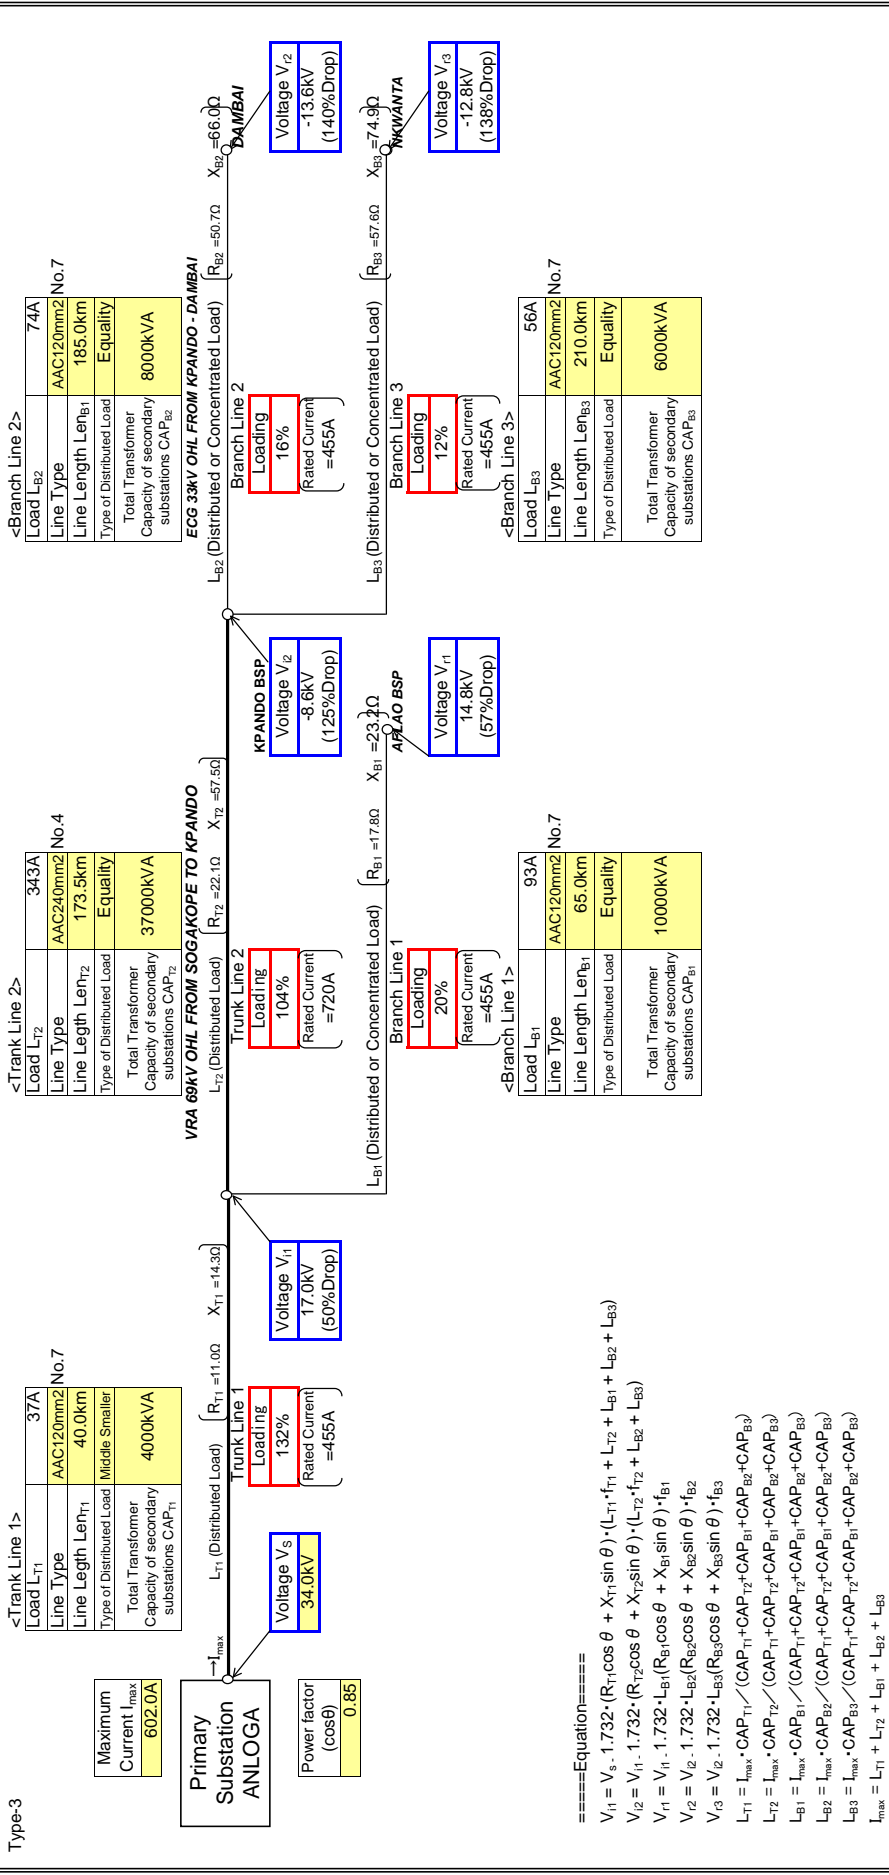 Type-3
Maximum
Current Imax
602.0A
Primary
Substation
ANLOGA
Power factor
(cosθ)
0.85
→Imax
Voltage VS
34.0kV
<Trank Line 1>
Load LT1 37A
Line Type AAC120mm2 No.7
Line Legth LenT1 40.0km
Type of Distributed Load Middle Smaller
Total Transformer
Capacity of secondary
substations CAPT1
4000kVA
LT1 (Distributed Load)
RT1 =11.0Ω XT1 =14.3Ω
Trunk Line 1
Loading
132%
Rated Current
=455A
Voltage Vi1
17.0kV
(50%Drop)
<Trank Line 2>
Load LT2 343A
Line Type AAC240mm2 No.4
Line Legth LenT2 173.5km
Type of Distributed Load Equality
Total Transformer
Capacity of secondary
substations CAPT2
37000kVA
VRA 69kV OHL FROM SOGAKOPE TO KPANDO
LT2 (Distributed Load)
RT2 =22.1Ω XT2 =57.5Ω
Trunk Line 2
Loading
104%
Rated Current
=720A
KPANDO BSP
Voltage Vi2
-8.6kV
(125%Drop)
LB1 (Distributed or Concentrated Load)
RB1 =17.8Ω XB1 =23.2Ω
AFLAO BSP
Branch Line 1
Loading
20%
Rated Current
=455A
Voltage Vr1
14.8kV
(57%Drop)
<Branch Line 1>
Load LB1 93A
Line Type AAC120mm2 No.7
Line Length LenB1 65.0km
Type of Distributed Load Equality
Total Transformer
Capacity of secondary
substations CAPB1
10000kVA
<Branch Line 2>
Load LB2 74A
Line Type AAC120mm2 No.7
Line Length LenB1 185.0km
Type of Distributed Load Equality
Total Transformer
Capacity of secondary
substations CAPB2
8000kVA
ECG 33kV OHL FROM KPANDO - DAMBAI
LB2 (Distributed or Concentrated Load)
RB2 =50.7Ω XB2 =66.0Ω
DAMBAI
Branch Line 2
Loading
16%
Rated Current
=455A
Voltage Vr2
-13.6kV
(140%Drop)
LB3 (Distributed or Concentrated Load)
RB3 =57.6Ω XB3 =74.9Ω
NKWANTA
Branch Line 3
Loading
12%
Rated Current
=455A
Voltage Vr3
-12.8kV
(138%Drop)
<Branch Line 3>
Load LB3 56A
Line Type AAC120mm2 No.7
Line Length LenB3 210.0km
Type of Distributed Load Equality
Total Transformer
Capacity of secondary
substations CAPB3
6000kVA
=====Equation=====
Vi1 = Vs - 1.732・(RT1cos θ + XT1sin θ)・(LT1・fT1 + LT2 + LB1 + LB2 + LB3)
Vi2 = Vi1 - 1.732・(RT2cos θ + XT2sin θ)・(LT2・fT2 + LB2 + LB3)
Vr1 = Vi1 - 1.732・LB1(RB1cos θ + XB1sin θ)・fB1
Vr2 = Vi2 - 1.732・LB2(RB2cos θ + XB2sin θ)・fB2
Vr3 = Vi2 - 1.732・LB3(RB3cos θ + XB3sin θ)・fB3
LT1 = Imax・CAPT1／(CAPT1+CAPT2+CAPB1+CAPB2+CAPB3)
LT2 = Imax・CAPT2／(CAPT1+CAPT2+CAPB1+CAPB2+CAPB3)
LB1 = Imax・CAPB1／(CAPT1+CAPT2+CAPB1+CAPB2+CAPB3)
LB2 = Imax・CAPB2／(CAPT1+CAPT2+CAPB1+CAPB2+CAPB3)
LB3 = Imax・CAPB3／(CAPT1+CAPT2+CAPB1+CAPB2+CAPB3)
Imax = LT1 + LT2 + LB1 + LB2 + LB3